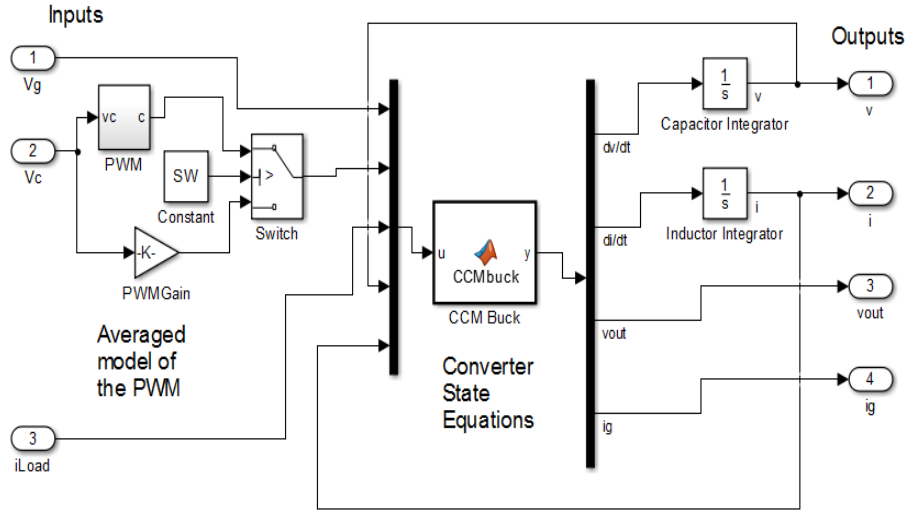 Inputs
Outputs
1
Vg
vc
c
PWM
2
Vc
SW
Constant
>
Switch
-K-
PWMGain
Averaged
model of
the PWM
3
iLoad
u
CCMbuck
y
CCM Buck
Converter
State
Equations
dv/dt
1
s
v
Capacitor Integrator
di/dt
1
s
i
Inductor Integrator
vout
ig
1
v
2
i
3
vout
4
ig